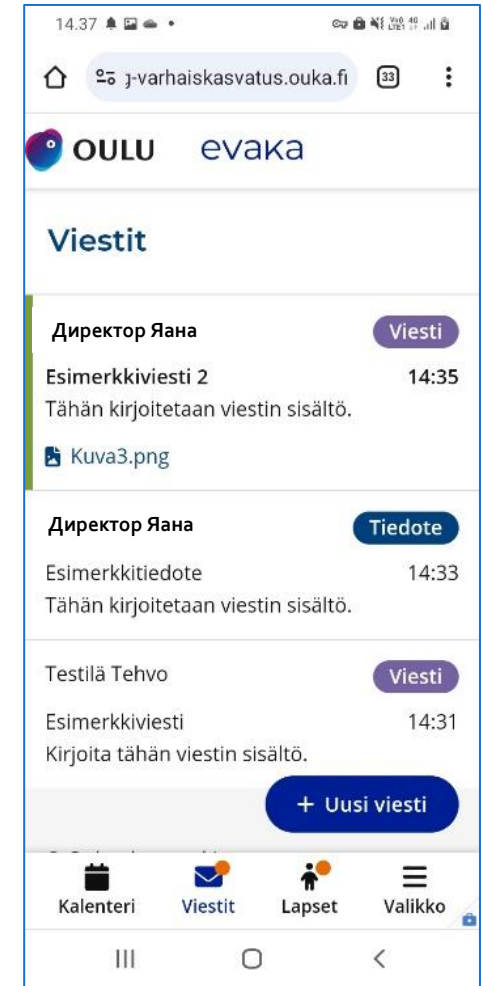 14.37
ɡ-varhaiskasvatus.ouka.fi 33
OULU evaka
Viestit
Директор Яана Viesti
Esimerkkiviesti 2 14:35
Tähän kirjoitetaan viestin sisältö.
Kuva3.png
Директор Яана Tiedote
Esimerkkitiedote 14:33
Tähän kirjoitetaan viestin sisältö.
Testilä Tehvo Viesti
Esimerkkiviesti 14:31
Kirjoita tähän viestin sisältö.
+ Uusi viesti
Kalenteri Viestit Lapset Valikko